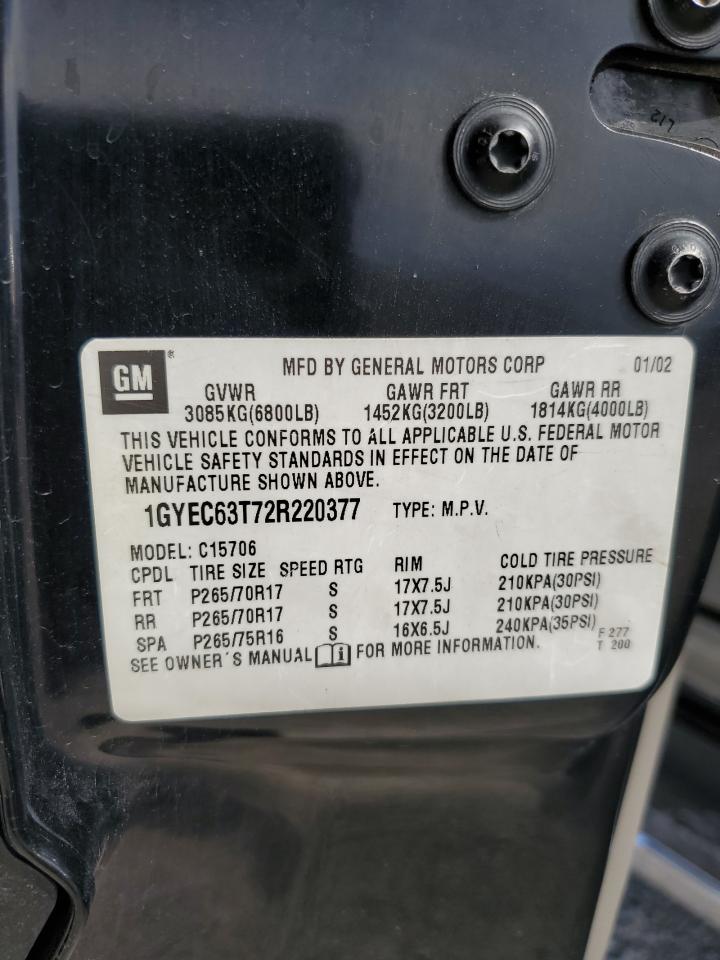 L12
GM ® MFD BY GENERAL MOTORS CORP 01/02
GVWR GAWR FRT GAWR RR
3085KG(6800LB) 1452KG(3200LB) 1814KG(4000LB)
THIS VEHICLE CONFORMS TO ALL APPLICABLE U.S. FEDERAL MOTOR
VEHICLE SAFETY STANDARDS IN EFFECT ON THE DATE OF
MANUFACTURE SHOWN ABOVE.
1GYEC63T72R220377 TYPE: M.P.V.
MODEL: C15706
CPDL TIRE SIZE SPEED RTG RIM COLD TIRE PRESSURE
FRT P265/70R17 S 17X7.5J 210KPA(30PSI)
RR P265/70R17 S 17X7.5J 210KPA(30PSI)
SPA P265/75R16 S 16X6.5J 240KPA(35PSI) F 277
SEE OWNER'S MANUAL i FOR MORE INFORMATION. T 200